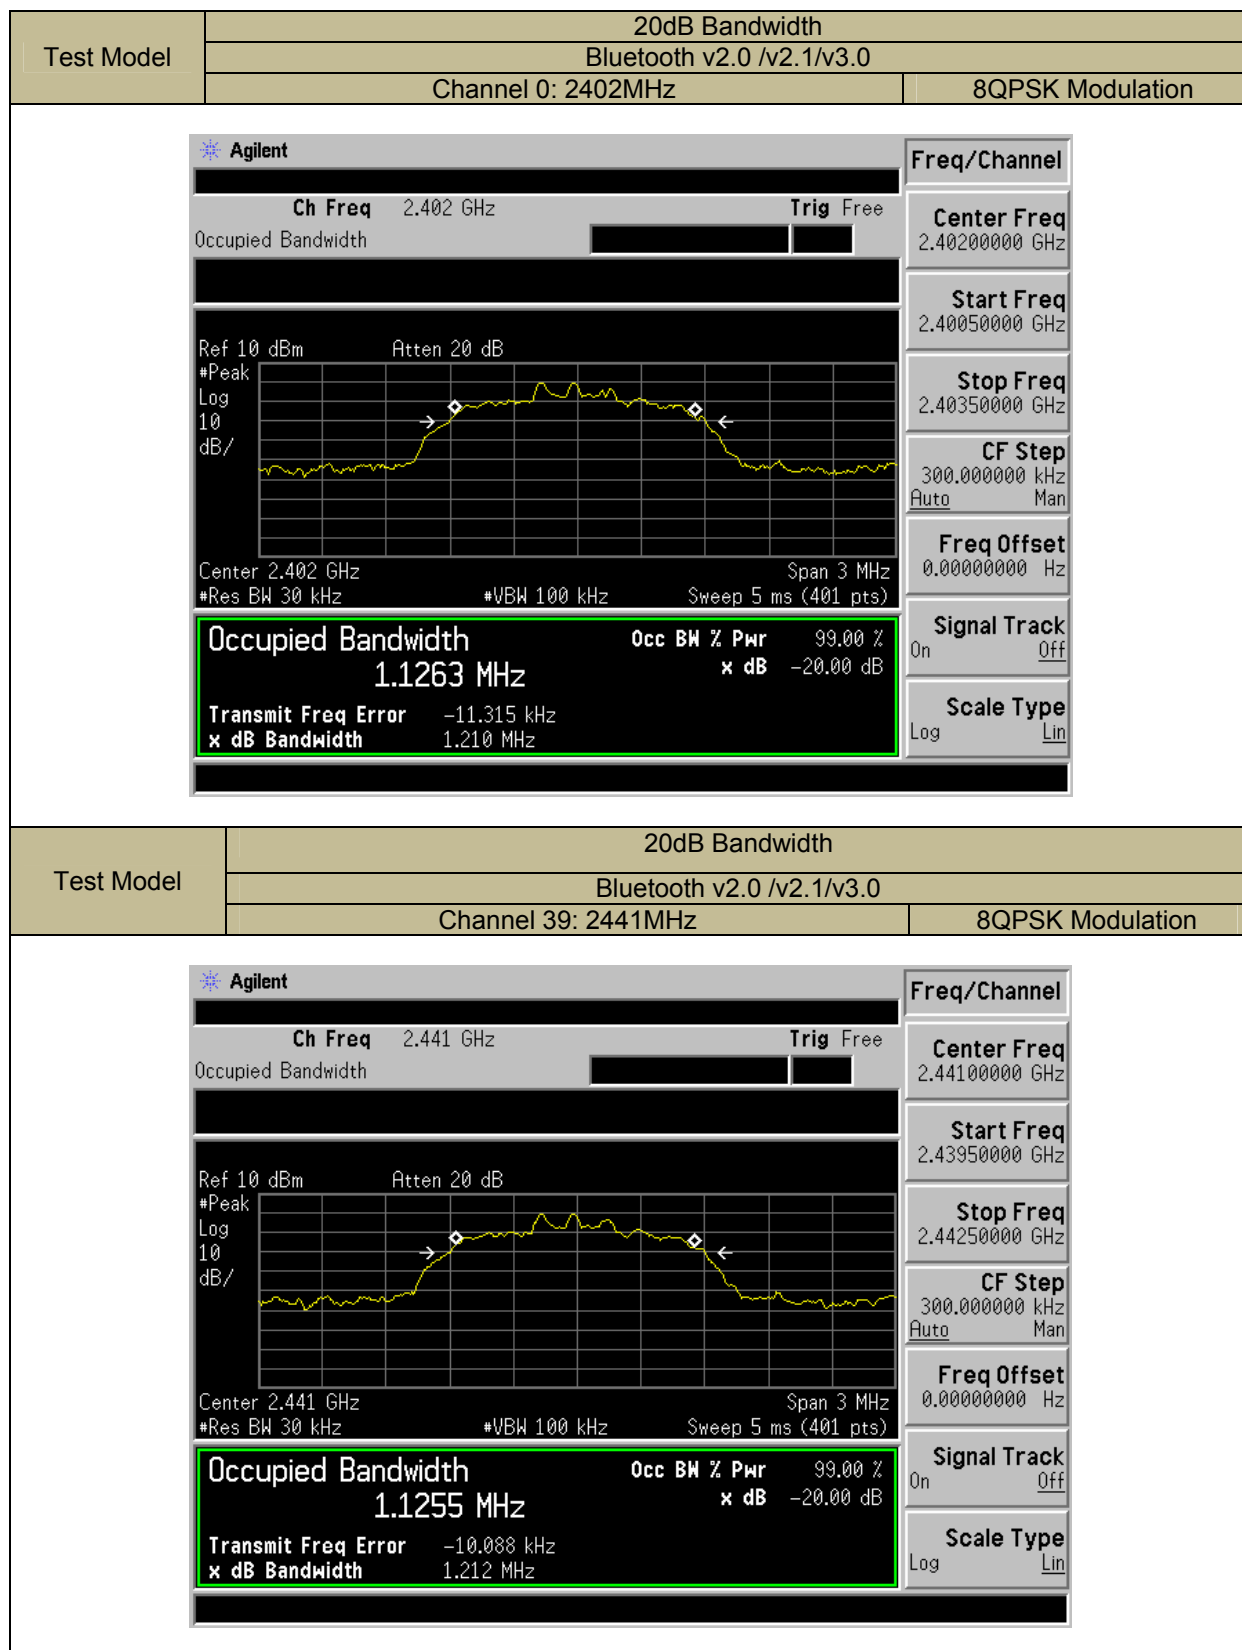 20dB Bandwidth
Test Model
Bluetooth v2.0 /v2.1/v3.0
Channel 0: 2402MHz 8QPSK Modulation
Agilent
Freq/Channel
Ch Freq 2.402 GHz Trig Free
Occupied Bandwidth
Center Freq
2.40200000 GHz
Start Freq
2.40050000 GHz
Stop Freq
2.40350000 GHz
CF Step
300.000000 kHz
Auto Man
Freq Offset
0.00000000 Hz
Signal Track
On Off
Scale Type
Log Lin
Ref 10 dBm Atten 20 dB
#Peak
Log
10
dB/
Center 2.402 GHz Span 3 MHz
#Res BW 30 kHz #VBW 100 kHz Sweep 5 ms (401 pts)
Occupied Bandwidth Occ BW % Pwr 99.00 %
1.1263 MHz x dB -20.00 dB
Transmit Freq Error -11.315 kHz
x dB Bandwidth 1.210 MHz
20dB Bandwidth
Test Model
Bluetooth v2.0 /v2.1/v3.0
Channel 39: 2441MHz 8QPSK Modulation
Agilent
Freq/Channel
Ch Freq 2.441 GHz Trig Free
Occupied Bandwidth
Center Freq
2.44100000 GHz
Start Freq
2.43950000 GHz
Stop Freq
2.44250000 GHz
CF Step
300.000000 kHz
Auto Man
Freq Offset
0.00000000 Hz
Signal Track
On Off
Scale Type
Log Lin
Ref 10 dBm Atten 20 dB
#Peak
Log
10
dB/
Center 2.441 GHz Span 3 MHz
#Res BW 30 kHz #VBW 100 kHz Sweep 5 ms (401 pts)
Occupied Bandwidth Occ BW % Pwr 99.00 %
1.1255 MHz x dB -20.00 dB
Transmit Freq Error -10.088 kHz
x dB Bandwidth 1.212 MHz